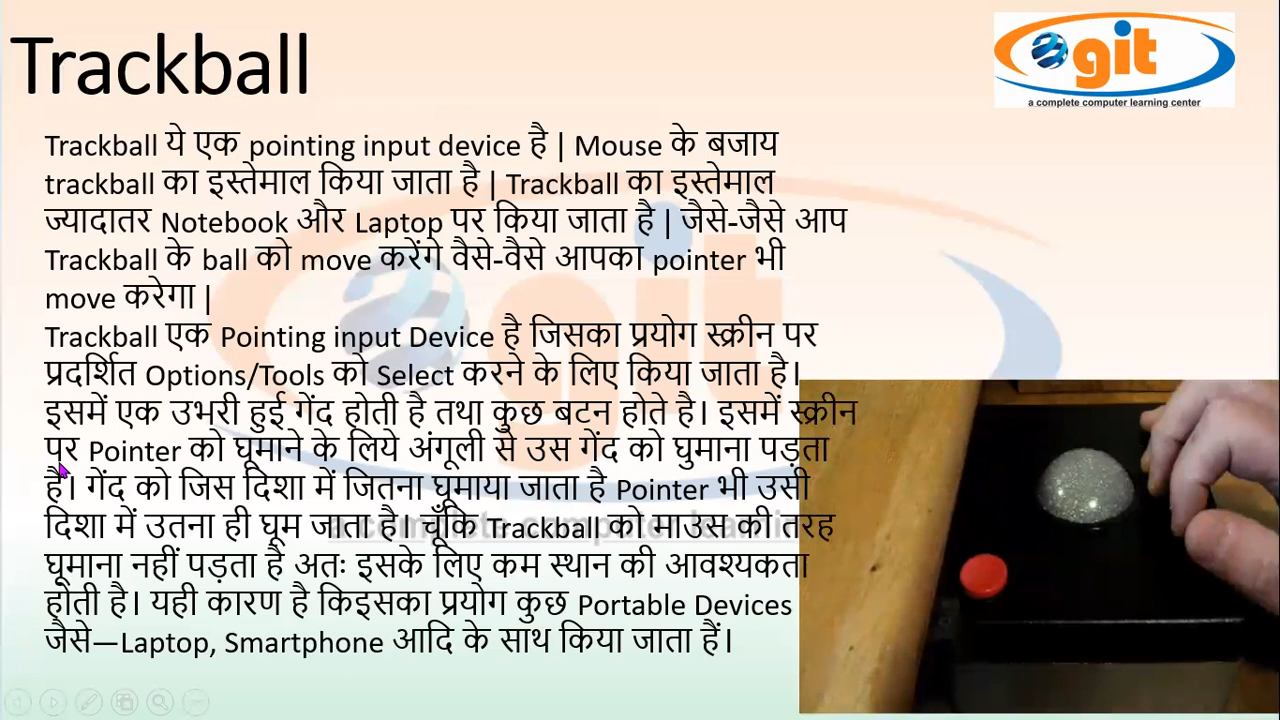 Trackball
egit
a complete computer learning center
Trackball ये एक pointing input device है | Mouse के बजाय
trackball का इस्तेमाल किया जाता है | Trackball का इस्तेमाल
ज्यादातर Notebook और Laptop पर किया जाता है | जैसे-जैसे आप
Trackball के ball को move करेंगे वैसे-वैसे आपका pointer भी
move करेगा |
Trackball एक Pointing input Device है जिसका प्रयोग स्क्रीन पर
प्रदर्शित Options/Tools को Select करने के लिए किया जाता है।
इसमें एक उभरी हुई गेंद होती है तथा कुछ बटन होते है। इसमें स्क्रीन
पर Pointer को घूमाने के लिये अंगूली से उस गेंद को घुमाना पड़ता
है। गेंद को जिस दिशा में जितना घूमाया जाता है Pointer भी उसी
दिशा में उतना ही घूम जाता है। चूँकि Trackball को माउस की तरह
घूमाना नहीं पड़ता है अतः इसके लिए कम स्थान की आवश्यकता
होती है। यही कारण है किइसका प्रयोग कुछ Portable Devices
जैसे—Laptop, Smartphone आदि के साथ किया जाता हैं।